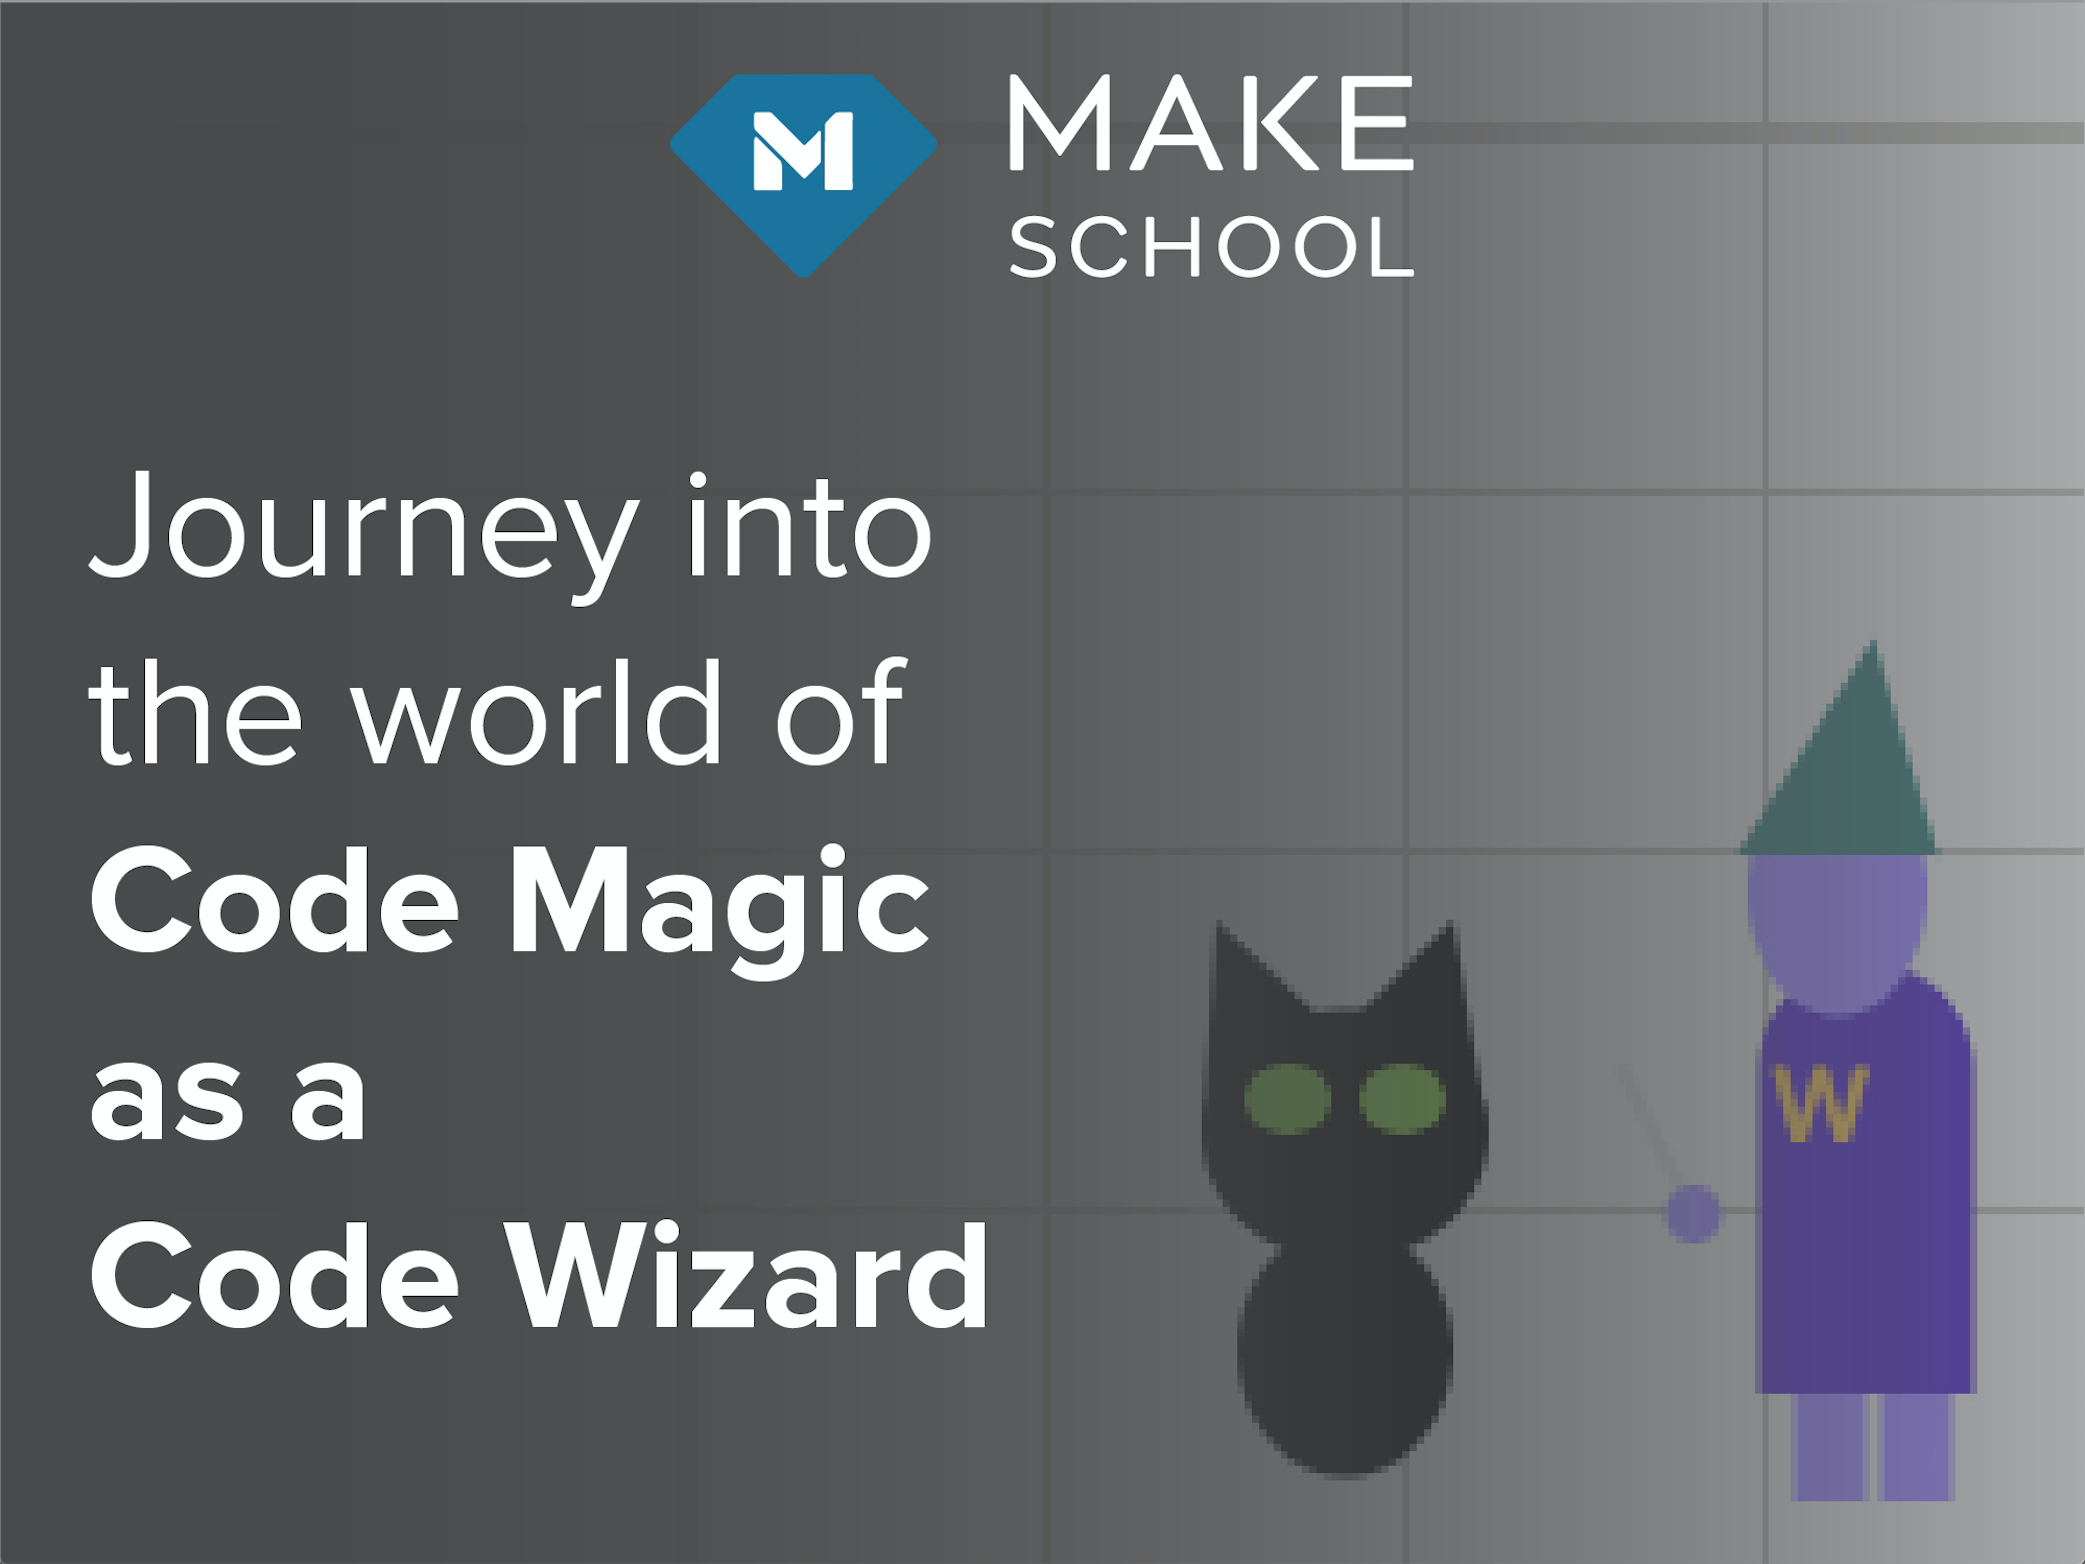 M
MAKE
SCHOOL
Journey into
the world of
Code Magic
as a
Code Wizard
W